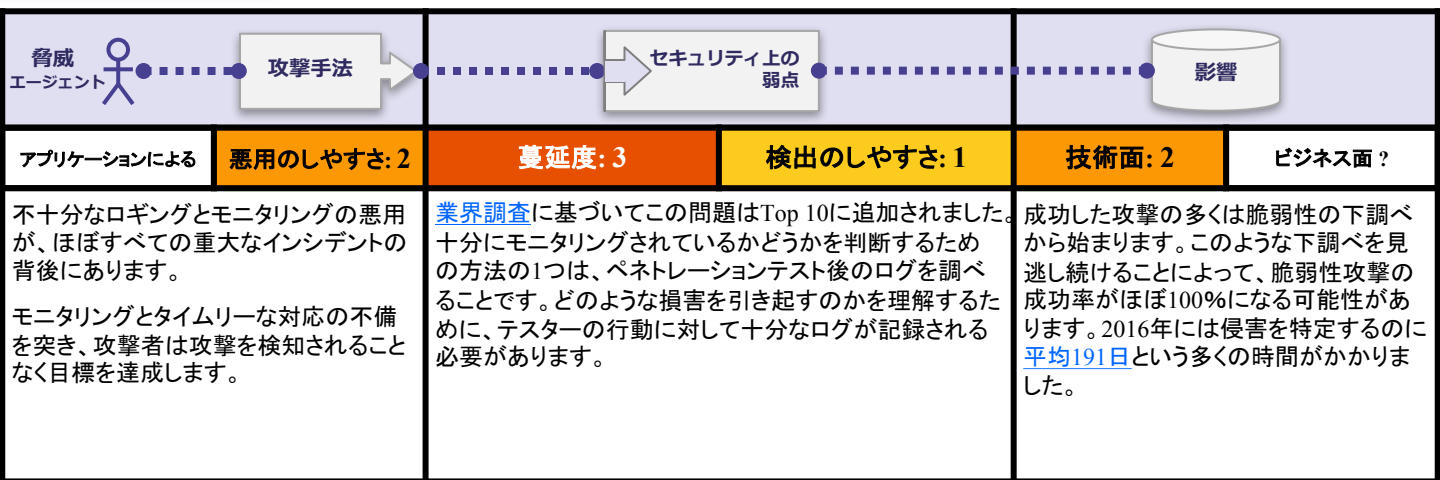 脅威
エージェント
攻撃手法
セキュリティ上の
弱点
影響
アプリケーションによる
悪用のしやすさ: 2
蔓延度: 3
検出のしやすさ: 1
技術面: 2
ビジネス面 ?
不十分なロギングとモニタリングの悪用
が、ほぼすべての重大なインシデントの
背後にあります。
モニタリングとタイムリーな対応の不備
を突き、攻撃者は攻撃を検知されること
なく目標を達成します。
業界調査に基づいてこの問題はTop 10に追加されました。
十分にモニタリングされているかどうかを判断するため
の方法の1つは、ペネトレーションテスト後のログを調べ
ることです。どのような損害を引き起すのかを理解するた
めに、テスターの行動に対して十分なログが記録される
必要があります。
成功した攻撃の多くは脆弱性の下調べ
から始まります。このような下調べを見
逃し続けることによって、脆弱性攻撃の
成功率がほぼ100%になる可能性があ
ります。2016年には侵害を特定するのに
平均191日という多くの時間がかかりま
した。